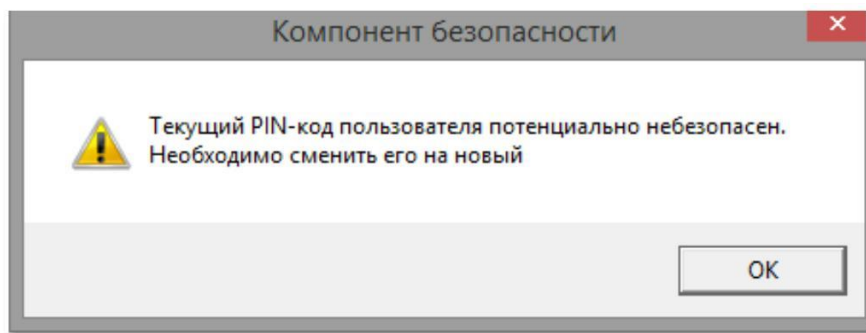 Компонент безопасности
Текущий PIN-код пользователя потенциально небезопасен.
Необходимо сменить его на новый
OK